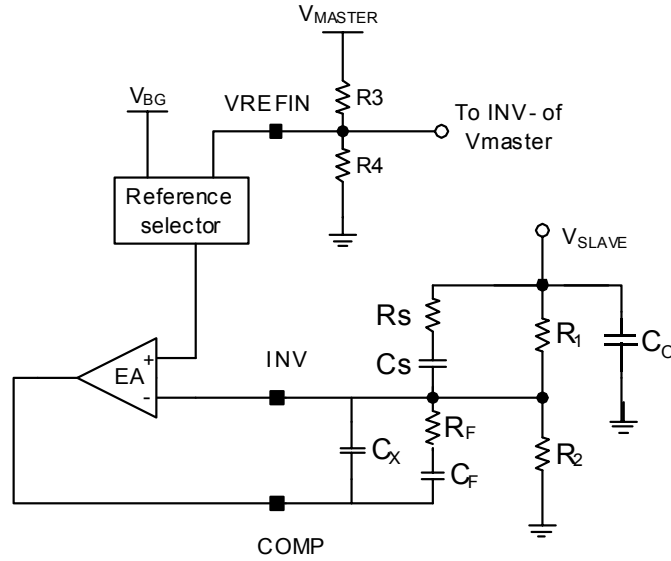 VMASTER
VBG
VREFIN
R3
To INV- of
Vmaster
R4
Reference
selector
VSLAVE
Rs
R1
CO
EA
+
-
INV
Cs
RF
R2
CX
CF
COMP